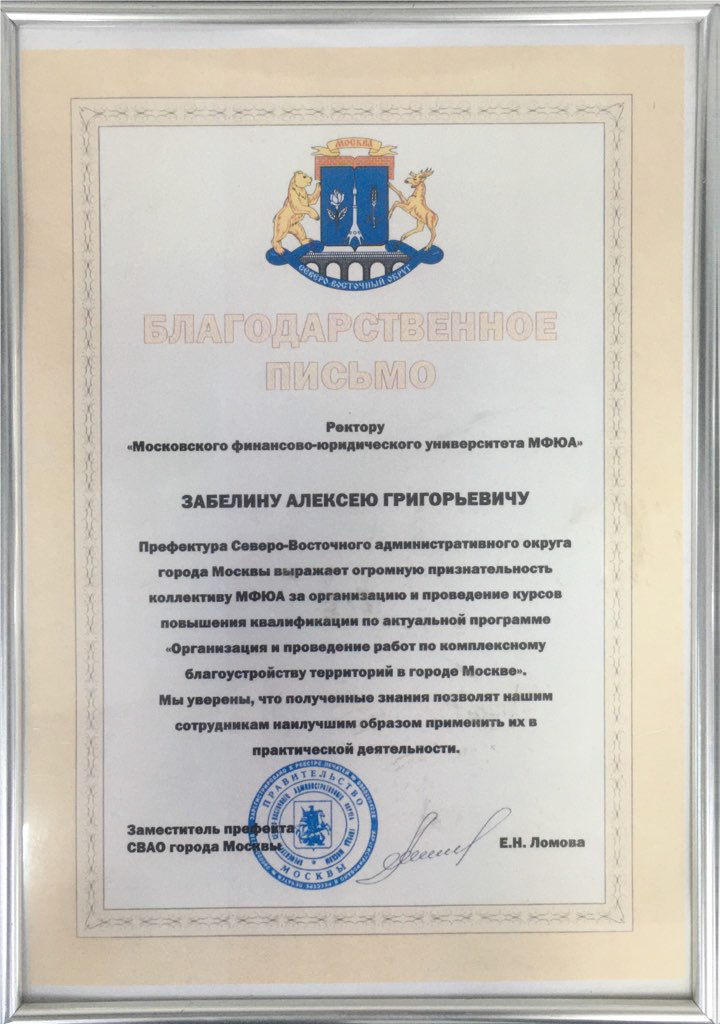 МОСКВА
СЕВЕРО-ВОСТОЧНЫЙ ОКРУГ
БЛАГОДАРСТВЕННОЕ
ПИСЬМО
Ректору
«Московского финансово-юридического университета МФЮА»
ЗАБЕЛИНУ АЛЕКСЕЮ ГРИГОРЬЕВИЧУ
Префектура Северо-Восточного административного округа
города Москвы выражает огромную признательность
коллективу МФЮА за организацию и проведение курсов
повышения квалификации по актуальной программе
«Организация и проведение работ по комплексному
благоустройству территорий в городе Москве».
Мы уверены, что полученные знания позволят нашим
сотрудникам наилучшим образом применить их в
практической деятельности.
ПРАВИТЕЛЬСТВО
МОСКВЫ
Заместитель префекта
СВАО города Москвы
Е.Н. Ломова